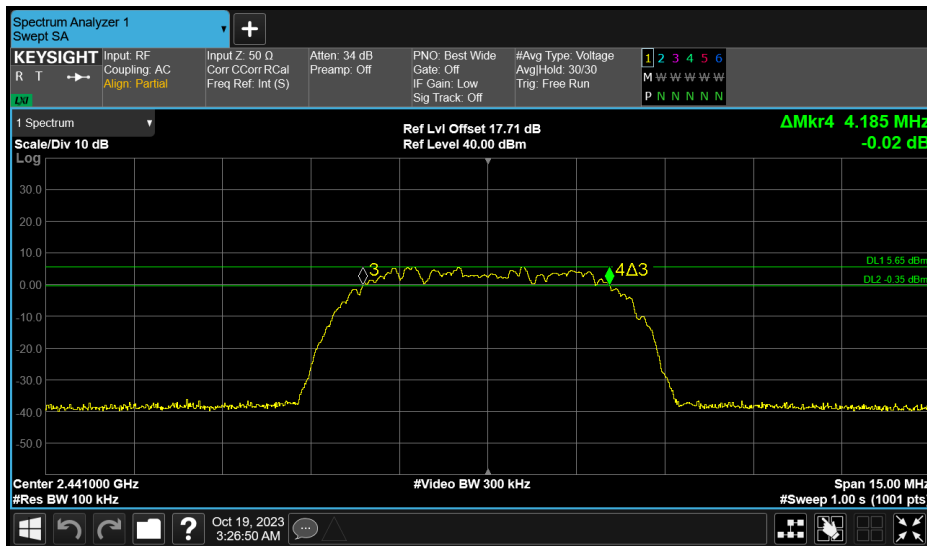 Spectrum Analyzer 1
Swept SA
+
KEYSIGHT
R T
LXI
Input: RF
Coupling: AC
Align: Partial
Input Z: 50 Ω
Corr CCorr RCal
Freq Ref: Int (S)
Atten: 34 dB
Preamp: Off
PNO: Best Wide
Gate: Off
IF Gain: Low
Sig Track: Off
#Avg Type: Voltage
Avg|Hold: 30/30
Trig: Free Run
1 2 3 4 5 6
M W W W W W
P N N N N N
1 Spectrum
Scale/Div 10 dB
Ref Lvl Offset 17.71 dB
Ref Level 40.00 dBm
ΔMkr4 4.185 MHz
-0.02 dB
Log
30.0
20.0
10.0
0.00
-10.0
-20.0
-30.0
-40.0
-50.0
3
4Δ3
DL1 5.65 dBm
DL2 -0.35 dBm
Center 2.441000 GHz
#Res BW 100 kHz
#Video BW 300 kHz
Span 15.00 MHz
#Sweep 1.00 s (1001 pts)
?
Oct 19, 2023
3:26:50 AM